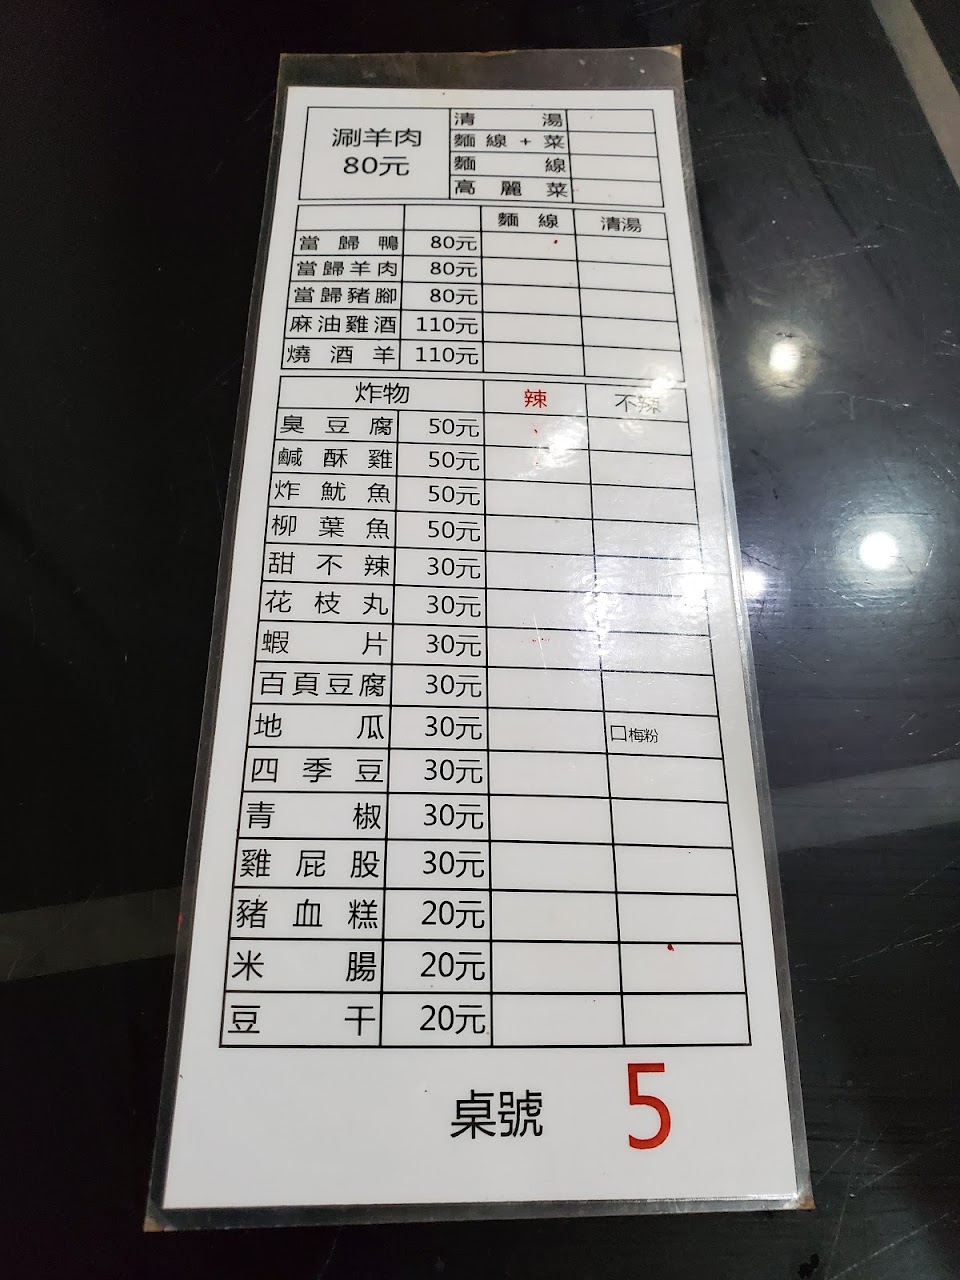 涮羊肉
80元
清湯
麵線+菜
麵線
高麗菜
麵線 清湯
當歸鴨 80元
當歸羊肉 80元
當歸豬腳 80元
麻油雞酒 110元
燒酒羊 110元
炸物 辣 不辣
臭豆腐 50元
鹹酥雞 50元
炸魷魚 50元
柳葉魚 50元
甜不辣 30元
花枝丸 30元
蝦片 30元
百頁豆腐 30元
地瓜 30元 口梅粉
四季豆 30元
青椒 30元
雞屁股 30元
豬血糕 20元
米腸 20元
豆干 20元
桌號 5